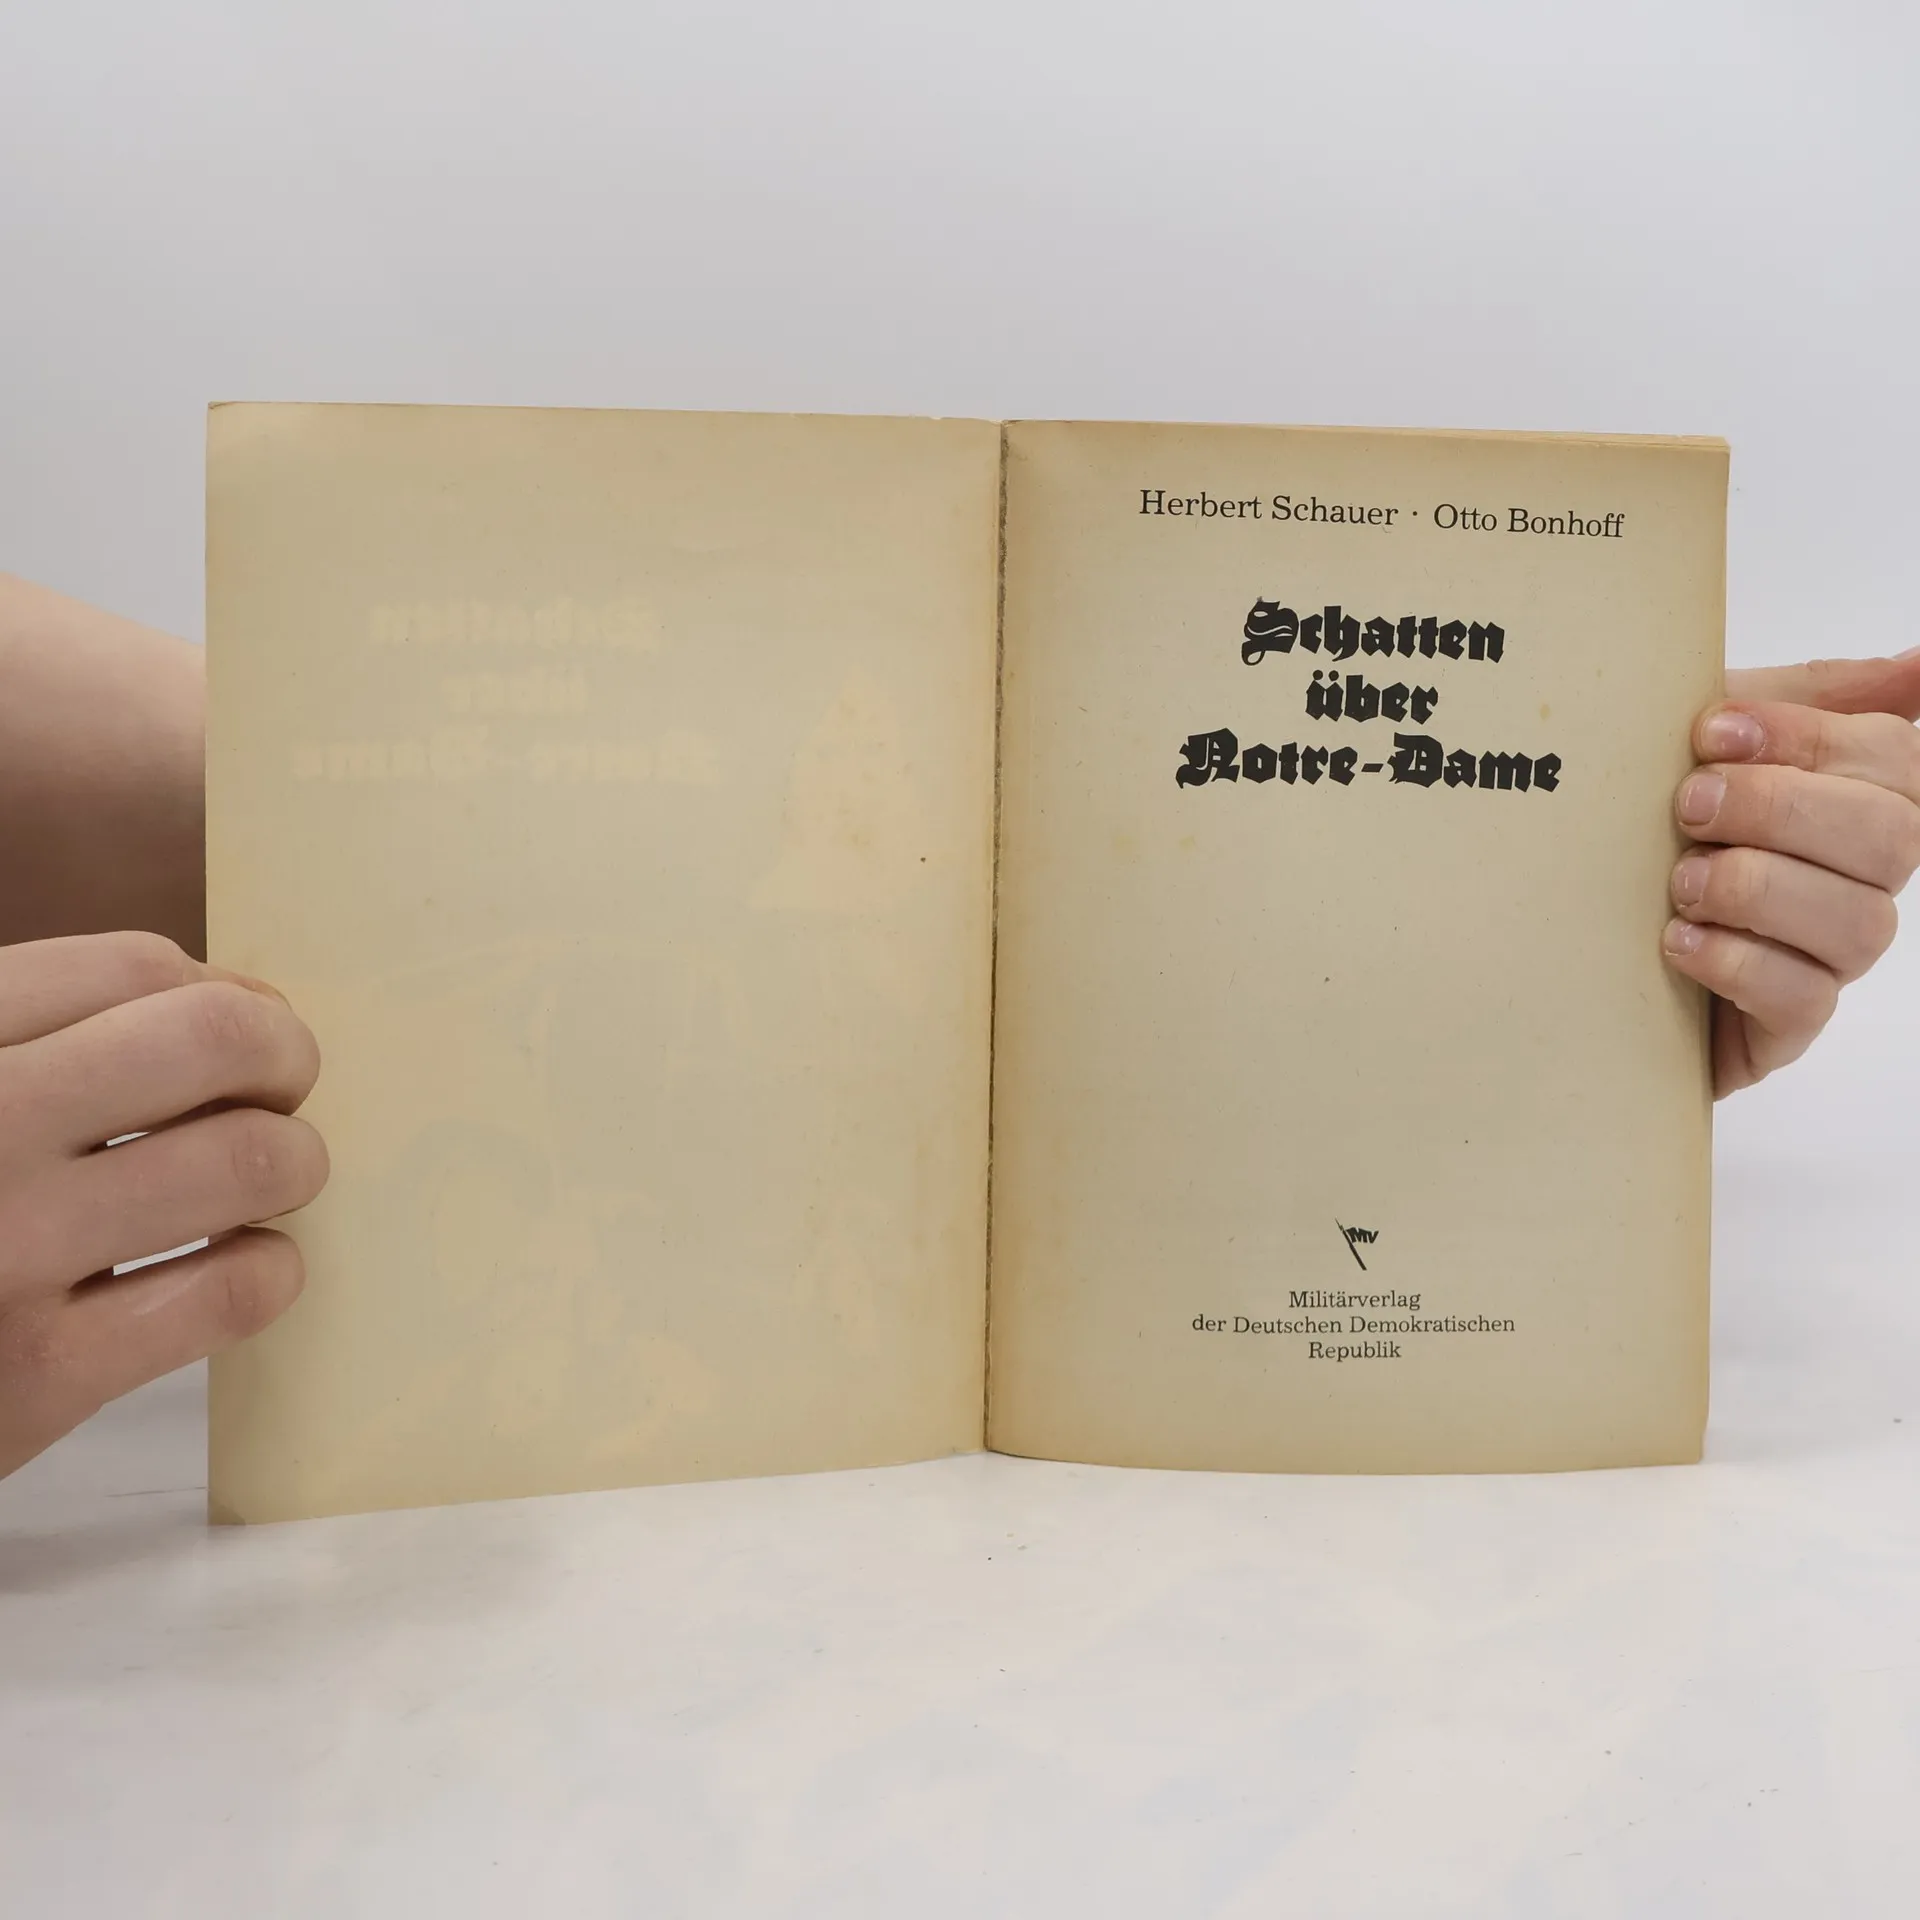 Herbert Schauer · Otto Bonhoff
Schatten
über
Notre-Dame
MV
Militärverlag
der Deutschen Demokratischen
Republik